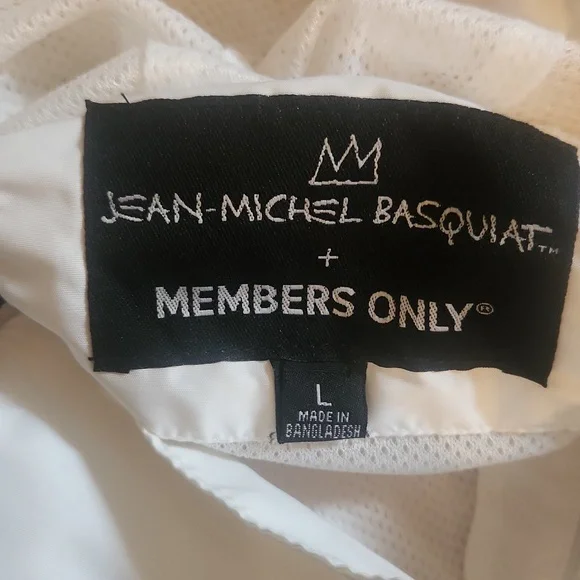 JEAN-MICHEL BASQUIAT™
+
MEMBERS ONLY®
L
MADE IN
BANGLADESH